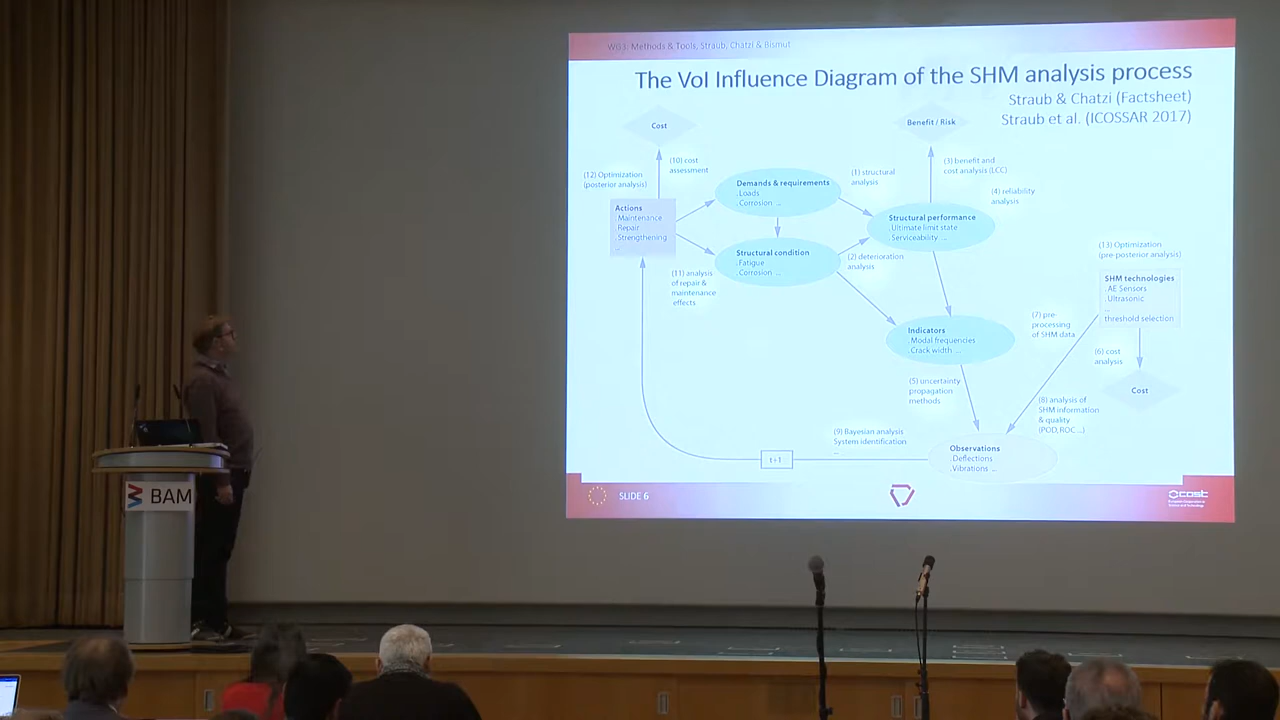 WG3: Methods & Tools, Straub, Chatzi & Bismut
The VoI Influence Diagram of the SHM analysis process
Straub & Chatzi (Factsheet)
Straub et al. (ICOSSAR 2017)
Cost
Benefit / Risk
(10) cost
assessment
(12) Optimization
(posterior analysis)
(3) benefit and
cost analysis (LCC)
(1) structural
analysis
Demands & requirements
. Loads
. Corrosion ...
(4) reliability
analysis
Actions
. Maintenance
. Repair
. Strengthening
...
Structural performance
. Ultimate limit state
. Serviceability ...
Structural condition
. Fatigue
. Corrosion ...
(2) deterioration
analysis
(11) analysis
of repair &
maintenance
effects
(13) Optimization
(pre-posterior analysis)
SHM technologies
. AE Sensors
. Ultrasonic
...
threshold selection
(7) pre-
processing
of SHM data
Indicators
. Modal frequencies
. Crack width ...
(6) cost
analysis
Cost
(5) uncertainty
propagation
methods
(8) analysis of
SHM information
& quality
(POD, ROC ...)
(9) Bayesian analysis
System identification
...
Observations
. Deflections
. Vibrations ...
t+1
SLIDE 6
cost
BAM